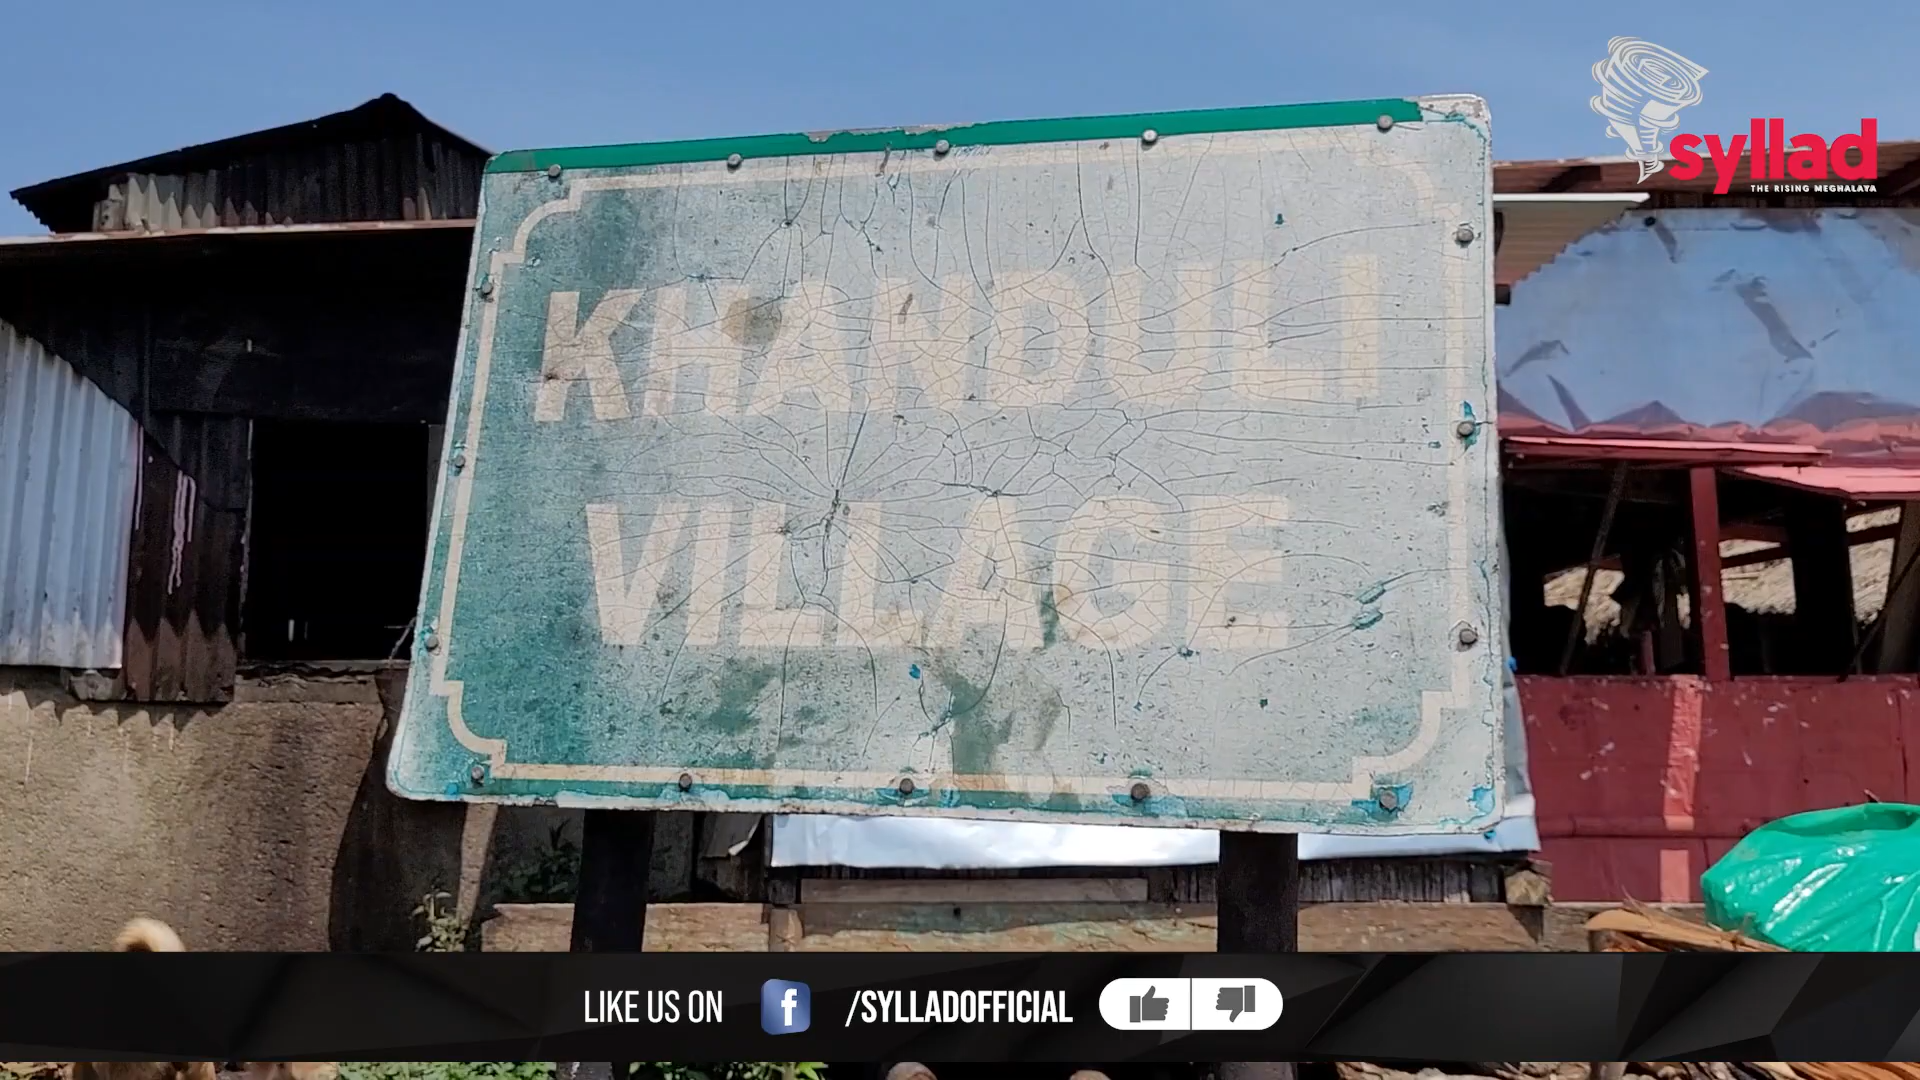 syllad
THE RISING MEGHALAYA
KHANDULI
VILLAGE
LIKE US ON f /SYLLADOFFICIAL